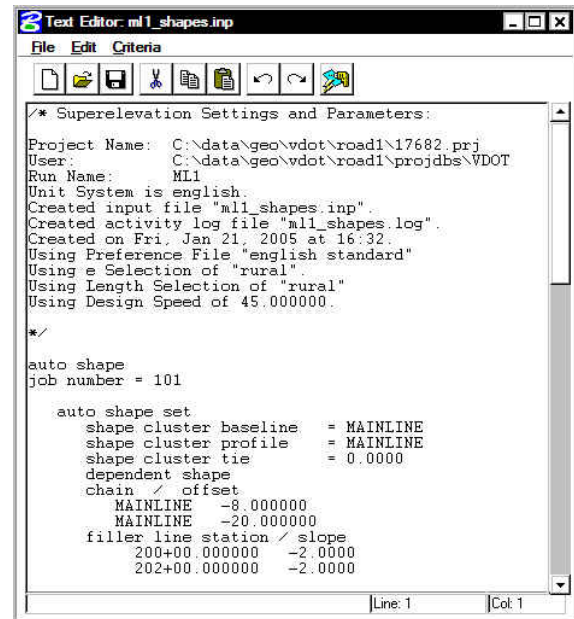 Text Editor: ml1_shapes.inp
File Edit Criteria
/* Superelevation Settings and Parameters:
Project Name: C:\data\geo\vdot\road1\17682.prj
User: C:\data\geo\vdot\road1\projdbs\VDOT
Run Name: ML1
Unit System is english.
Created input file "ml1_shapes.inp".
Created activity log file "ml1_shapes.log".
Created on Fri, Jan 21, 2005 at 16:32.
Using Preference File "english standard"
Using e Selection of "rural".
Using Length Selection of "rural"
Using Design Speed of 45.000000.
*/
auto shape
job number = 101
auto shape set
shape cluster baseline = MAINLINE
shape cluster profile = MAINLINE
shape cluster tie = 0.0000
dependent shape
chain / offset
MAINLINE -8.000000
MAINLINE -20.000000
filler line station / slope
200+00.000000 -2.0000
202+00.000000 -2.0000
Line: 1 Col: 1